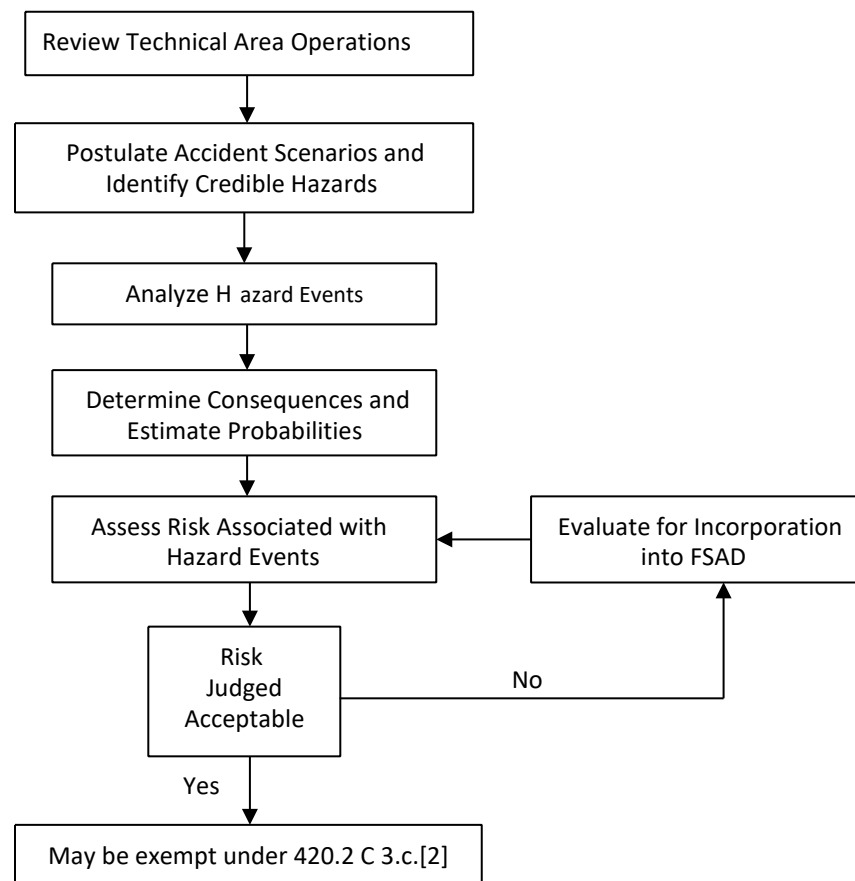 Review Technical Area Operations
Postulate Accident Scenarios and
Identify Credible Hazards
Analyze H azard Events
Determine Consequences and
Estimate Probabilities
Assess Risk Associated with
Hazard Events
Evaluate for Incorporation
into FSAD
Risk
Judged
Acceptable
No
Yes
May be exempt under 420.2 C 3.c.[2]